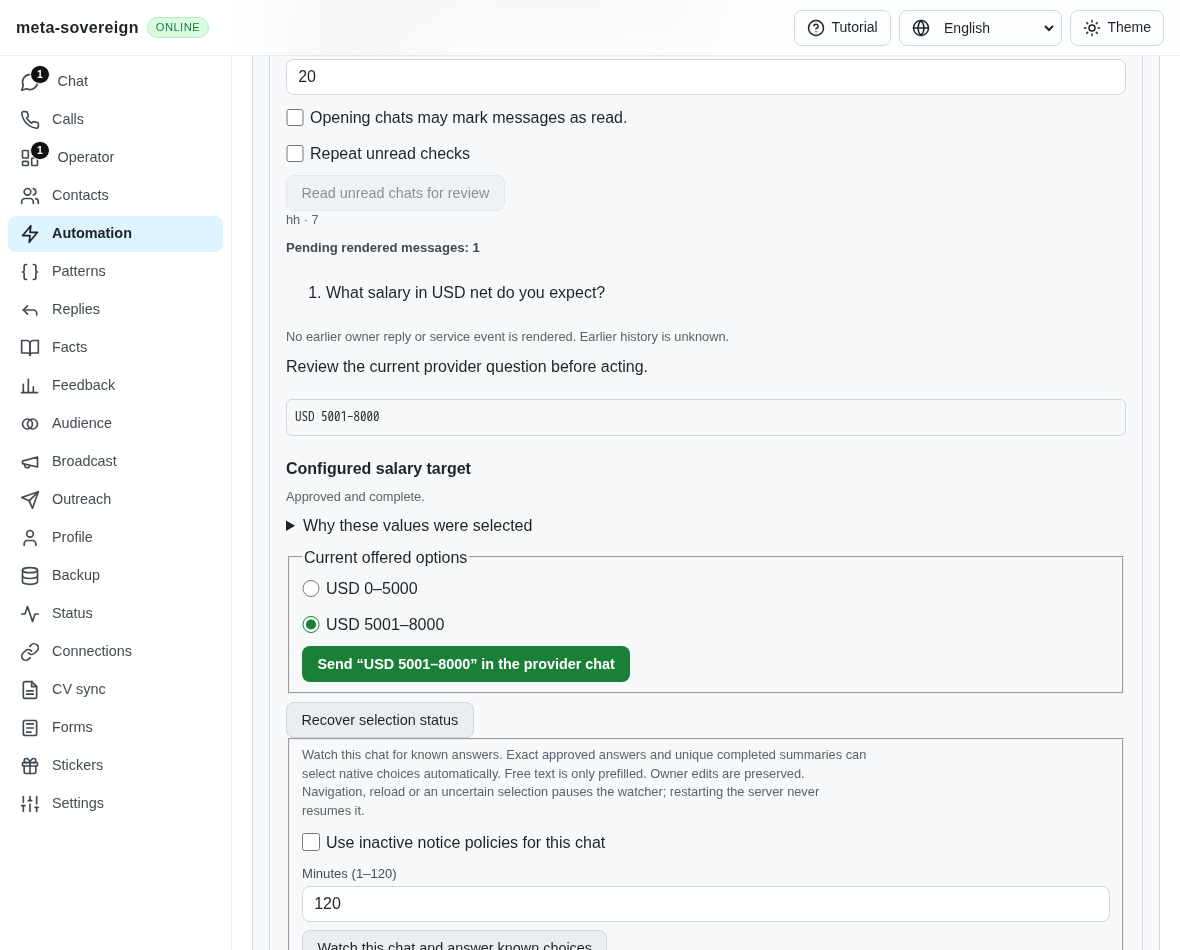 meta-sovereign ONLINE
Tutorial
English
Theme
1
Chat
Calls
1
Operator
Contacts
Automation
Patterns
Replies
Facts
Feedback
Audience
Broadcast
Outreach
Profile
Backup
Status
Connections
CV sync
Forms
Stickers
Settings
20
Opening chats may mark messages as read.
Repeat unread checks
Read unread chats for review
hh · 7
Pending rendered messages: 1
1. What salary in USD net do you expect?
No earlier owner reply or service event is rendered. Earlier history is unknown.
Review the current provider question before acting.
USD 5001–8000
Configured salary target
Approved and complete.
Why these values were selected
Current offered options
USD 0–5000
USD 5001–8000
Send “USD 5001–8000” in the provider chat
Recover selection status
Watch this chat for known answers. Exact approved answers and unique completed summaries can
select native choices automatically. Free text is only prefilled. Owner edits are preserved.
Navigation, reload or an uncertain selection pauses the watcher; restarting the server never
resumes it.
Use inactive notice policies for this chat
Minutes (1–120)
120
Watch this chat and answer known choices